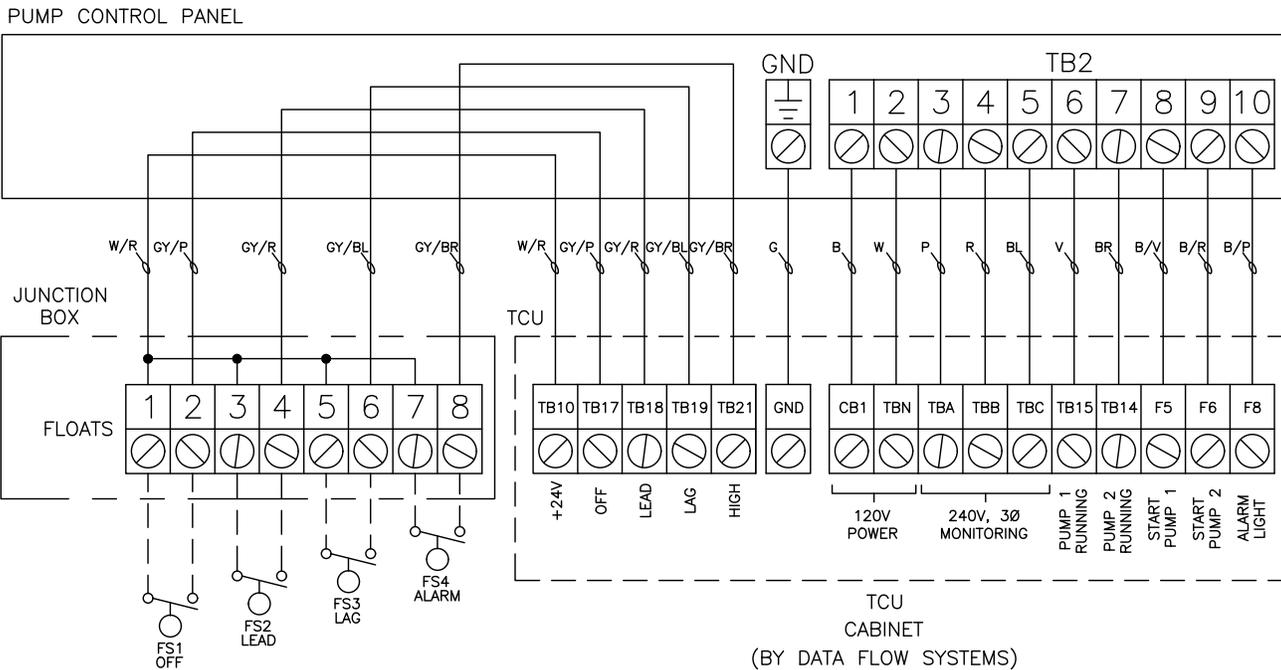 PUMP CONTROL PANEL
GND TB2
1 2 3 4 5 6 7 8 9 10
W/R GY/P GY/R GY/BL GY/BR W/R GY/P GY/R GY/BL GY/BR G B W P R BL V BR B/V B/R B/P
JUNCTION
BOX
TCU
FLOATS
1 2 3 4 5 6 7 8
TB10 TB17 TB18 TB19 TB21 GND CB1 TBN TBA TBB TBC TB15 TB14 F5 F6 F8
+24V
OFF
LEAD
LAG
HIGH
120V
POWER
240V, 3Ø
MONITORING
PUMP 1
RUNNING
PUMP 2
RUNNING
START
PUMP 1
START
PUMP 2
ALARM
LIGHT
FS1
OFF
FS2
LEAD
FS3
LAG
FS4
ALARM
TCU
CABINET
(BY DATA FLOW SYSTEMS)